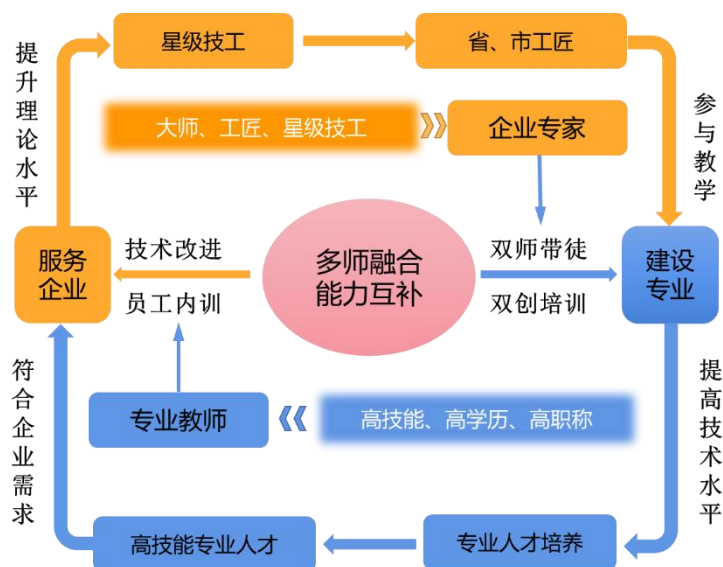 星级技工
省、市工匠
提升理论水平
大师、工匠、星级技工
企业专家
参与教学
服务
企业
技术改进
员工内训
多师融合
能力互补
双师带徒
双创培训
建设
专业
符合企业需求
专业教师
高技能、高学历、高职称
提高技术水平
高技能专业人才
专业人才培养